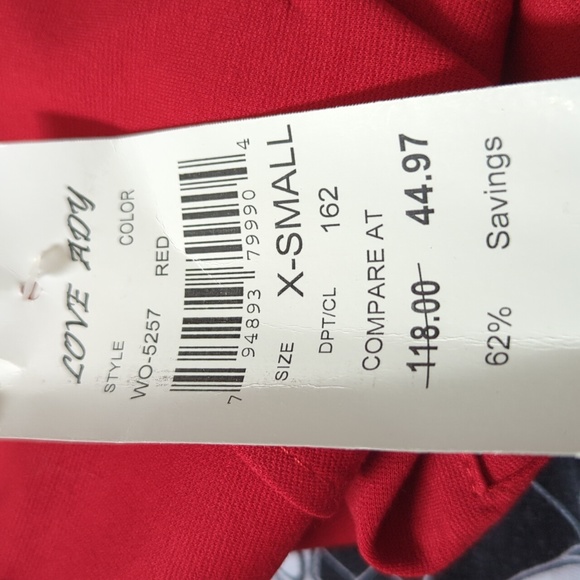 LOVE ADY
STYLE COLOR
WO-5257 RED
7 94893 79990 4
SIZE X-SMALL
DPT/CL 162
COMPARE AT
118.00 44.97
62% Savings